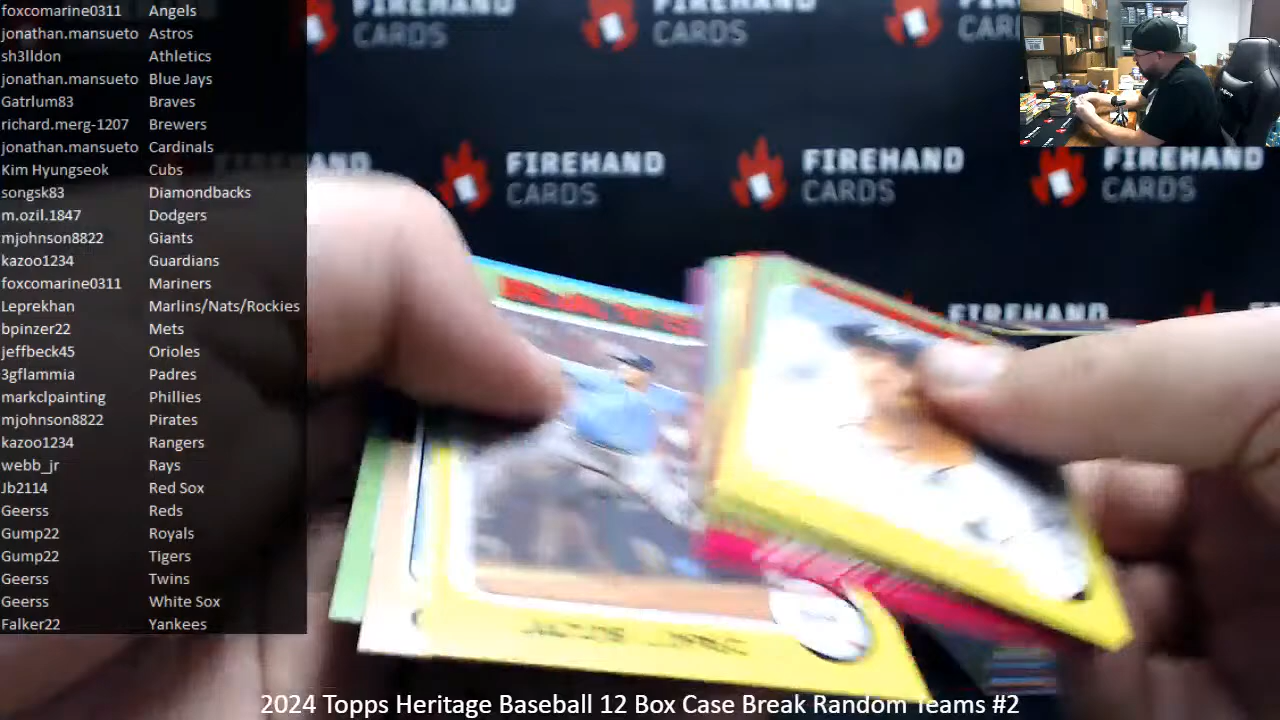 foxcomarine0311 Angels
jonathan.mansueto Astros
sh3lldon Athletics
jonathan.mansueto Blue Jays
Gatrlum83 Braves
richard.merg-1207 Brewers
jonathan.mansueto Cardinals
Kim Hyungseok Cubs
songsk83 Diamondbacks
m.ozil.1847 Dodgers
mjohnson8822 Giants
kazoo1234 Guardians
foxcomarine0311 Mariners
Leprekhan Marlins/Nats/Rockies
bpinzer22 Mets
jeffbeck45 Orioles
3gflammia Padres
markclpainting Phillies
mjohnson8822 Pirates
kazoo1234 Rangers
webb_jr Rays
Jb2114 Red Sox
Geerss Reds
Gump22 Royals
Gump22 Tigers
Geerss Twins
Geerss White Sox
Falker22 Yankees
CARDS
CARDS
FIREHAND
CARDS
FIREHAND
CARDS
FIREHAND
CARDS
FIREHAND
RAYS
2024 Topps Heritage Baseball 12 Box Case Break Random Teams #2